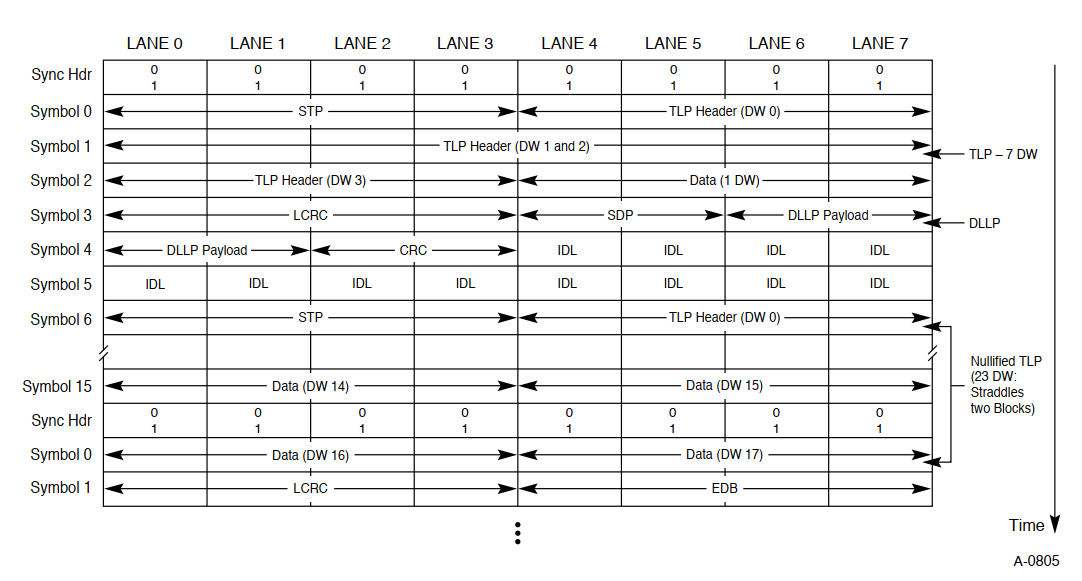 LANE 0 LANE 1 LANE 2 LANE 3 LANE 4 LANE 5 LANE 6 LANE 7
Sync Hdr 0 0 0 0 0 0 0 0
1 1 1 1 1 1 1 1
Symbol 0 STP TLP Header (DW 0)
Symbol 1 TLP Header (DW 1 and 2)
TLP – 7 DW
Symbol 2 TLP Header (DW 3) Data (1 DW)
Symbol 3 LCRC SDP DLLP Payload
DLLP
Symbol 4 DLLP Payload CRC IDL IDL IDL IDL
Symbol 5 IDL IDL IDL IDL IDL IDL IDL IDL
Symbol 6 STP TLP Header (DW 0)
Nullified TLP
(23 DW:
Straddles
two Blocks)
Symbol 15 Data (DW 14) Data (DW 15)
Sync Hdr 0 0 0 0 0 0 0 0
1 1 1 1 1 1 1 1
Symbol 0 Data (DW 16) Data (DW 17)
Symbol 1 LCRC EDB
Time
A-0805